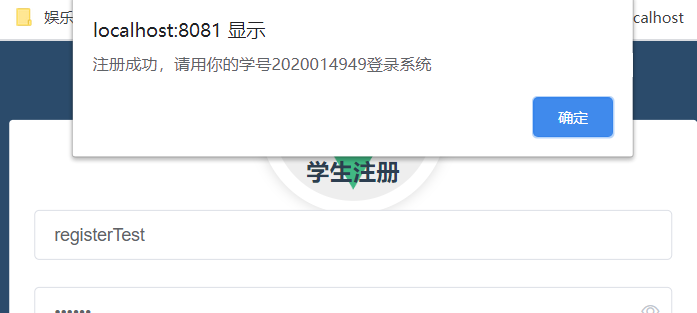 娱乐
localhost:8081 显示
calhost
注册成功，请用你的学号2020014949登录系统
确定
学生注册
registerTest
••••••